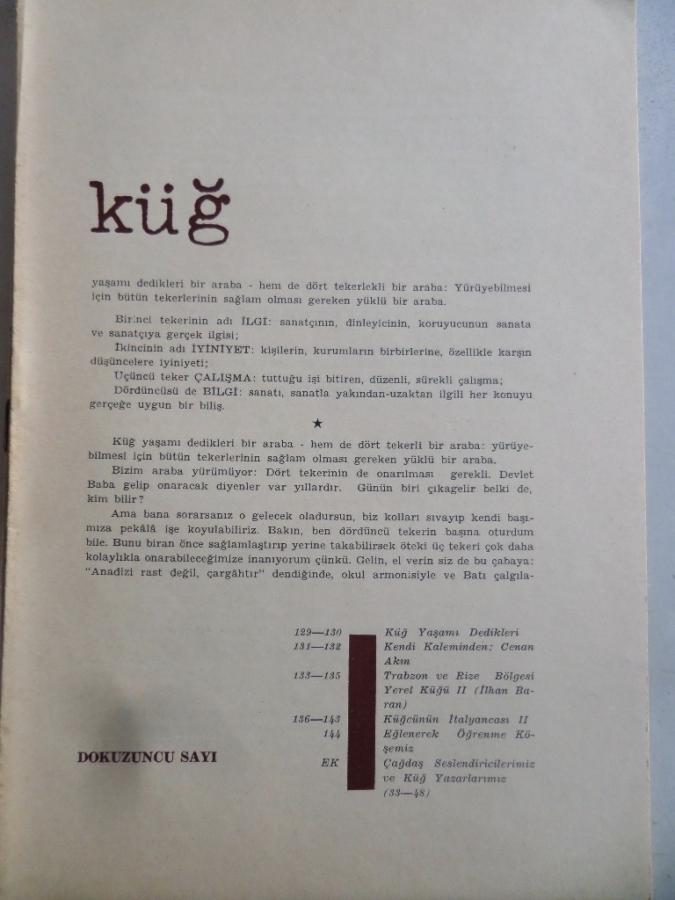 küğ
yaşamı dedikleri bir araba - hem de dört tekerlekli bir araba: Yürüyebilmesi
için bütün tekerlerinin sağlam olması gereken yüklü bir araba.
Birinci tekerinin adı İLGİ: sanatçının, dinleyicinin, koruyucunun sanata
ve sanatçıya gerçek ilgisi;
İkincinin adı İYİNİYET: kişilerin, kurumların birbirlerine, özellikle karşın
düşüncelere iyiniyeti;
Üçüncü teker ÇALIŞMA: tuttuğu işi bitiren, düzenli, sürekli çalışma;
Dördüncüsü de BİLGİ: sanatı, sanatla yakından-uzaktan ilgili her konuyu
gerçeğe uygun bir biliş.
★
Küğ yaşamı dedikleri bir araba - hem de dört tekerli bir araba: yürüye-
bilmesi için bütün tekerlerinin sağlam olması gereken yüklü bir araba.
Bizim araba yürümüyor: Dört tekerinin de onarılması gerekli. Devlet
Baba gelip onaracak diyenler var yıllardır. Günün biri çıkagelir belki de,
kim bilir?
Ama bana sorarsanız o gelecek oladursun, biz kolları sıvayıp kendi başı-
mıza pekâlâ işe koyulabiliriz. Bakın, ben dördüncü tekerin başına oturdum
bile. Bunu biran önce sağlamlaştırıp yerine takabilirsek öteki üç tekeri çok daha
kolaylıkla onarabileceğimize inanıyorum çünkü. Gelin, el verin siz de bu çabaya:
"Anadizi rast değil, çargâhtır" dendiğinde, okul armonisiyle ve Batı çalgıla-
129—130 Küğ Yaşamı Dedikleri
131—132 Kendi Kaleminden: Cenan
Akın
133—135 Trabzon ve Rize Bölgesi
Yerel Küğü II (İlhan Ba-
ran)
136—143 Küğcünün İtalyancası II
144 Eğlenerek Öğrenme Kö-
şemiz
DOKUZUNCU SAYI
EK Çağdaş Seslendiricilerimiz
ve Küğ Yazarlarımız
(33—48)